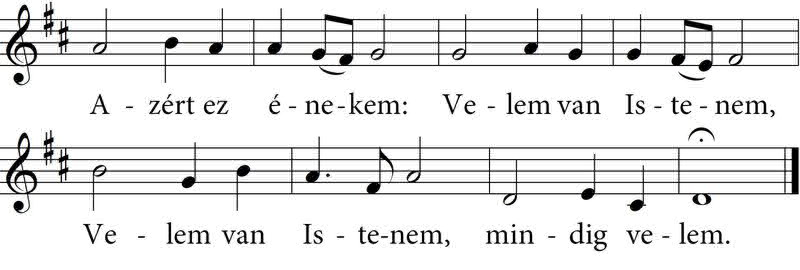 A - zért ez é - ne - kem: Ve - lem van Is - te - nem,
Ve - lem van Is - te - nem, min - dig ve - lem.